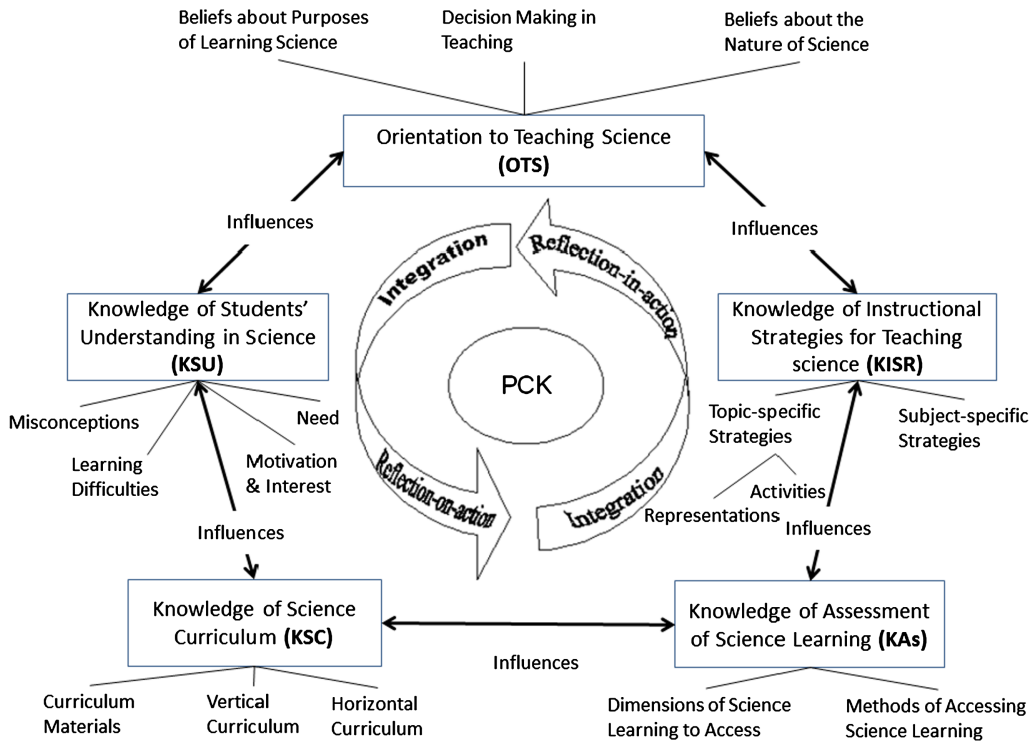 Beliefs about Purposes
of Learning Science
Decision Making in
Teaching
Beliefs about the
Nature of Science
Orientation to Teaching Science
(OTS)
Influences
Influences
Integration
Reflection-in-action
Knowledge of Students’
Understanding in Science
(KSU)
Knowledge of Instructional
Strategies for Teaching
science (KISR)
PCK
Misconceptions
Learning
Difficulties
Motivation
& Interest
Need
Topic-specific
Strategies
Subject-specific
Strategies
Representations
Activities
Reflection-on-action
Integration
Influences
Influences
Knowledge of Science
Curriculum (KSC)
Knowledge of Assessment
of Science Learning (KAs)
Influences
Curriculum
Materials
Vertical
Curriculum
Horizontal
Curriculum
Dimensions of Science
Learning to Access
Methods of Accessing
Science Learning